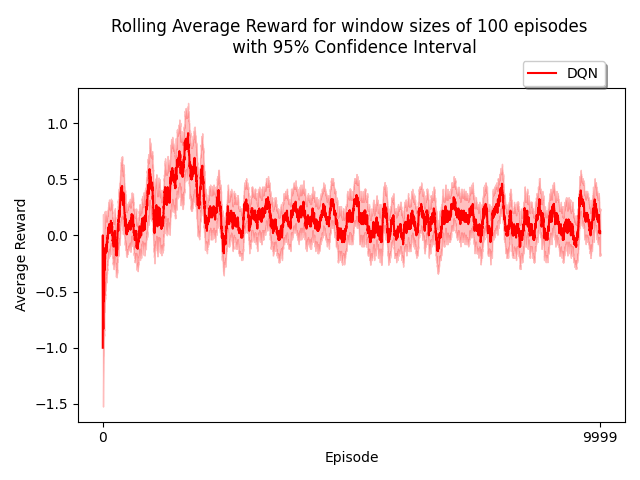 Rolling Average Reward for window sizes of 100 episodes
with 95% Confidence Interval
DQN
1.0
0.5
0.0
−0.5
−1.0
−1.5
Average Reward
0
9999
Episode